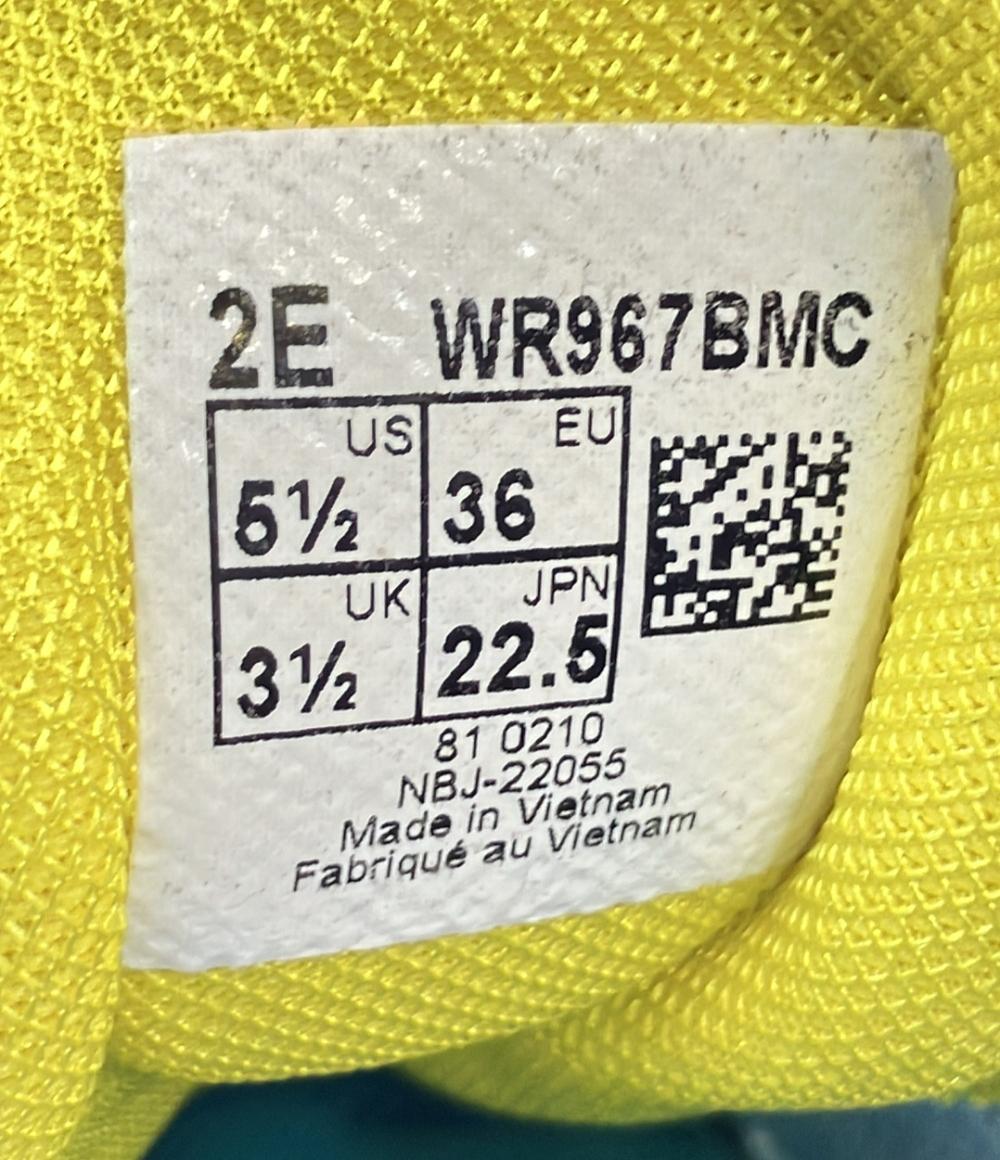 2E WR967BMC
US EU
5½ 36
UK JPN
3½ 22.5
81 0210
NBJ-22055
Made in Vietnam
Fabriqué au Vietnam